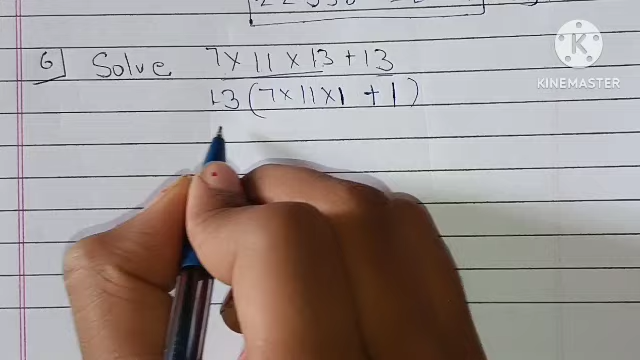 6] Solve 7 × 11 × 13 + 13
13 ( 7 × 11 × 1 + 1 )
K
KINEMASTER